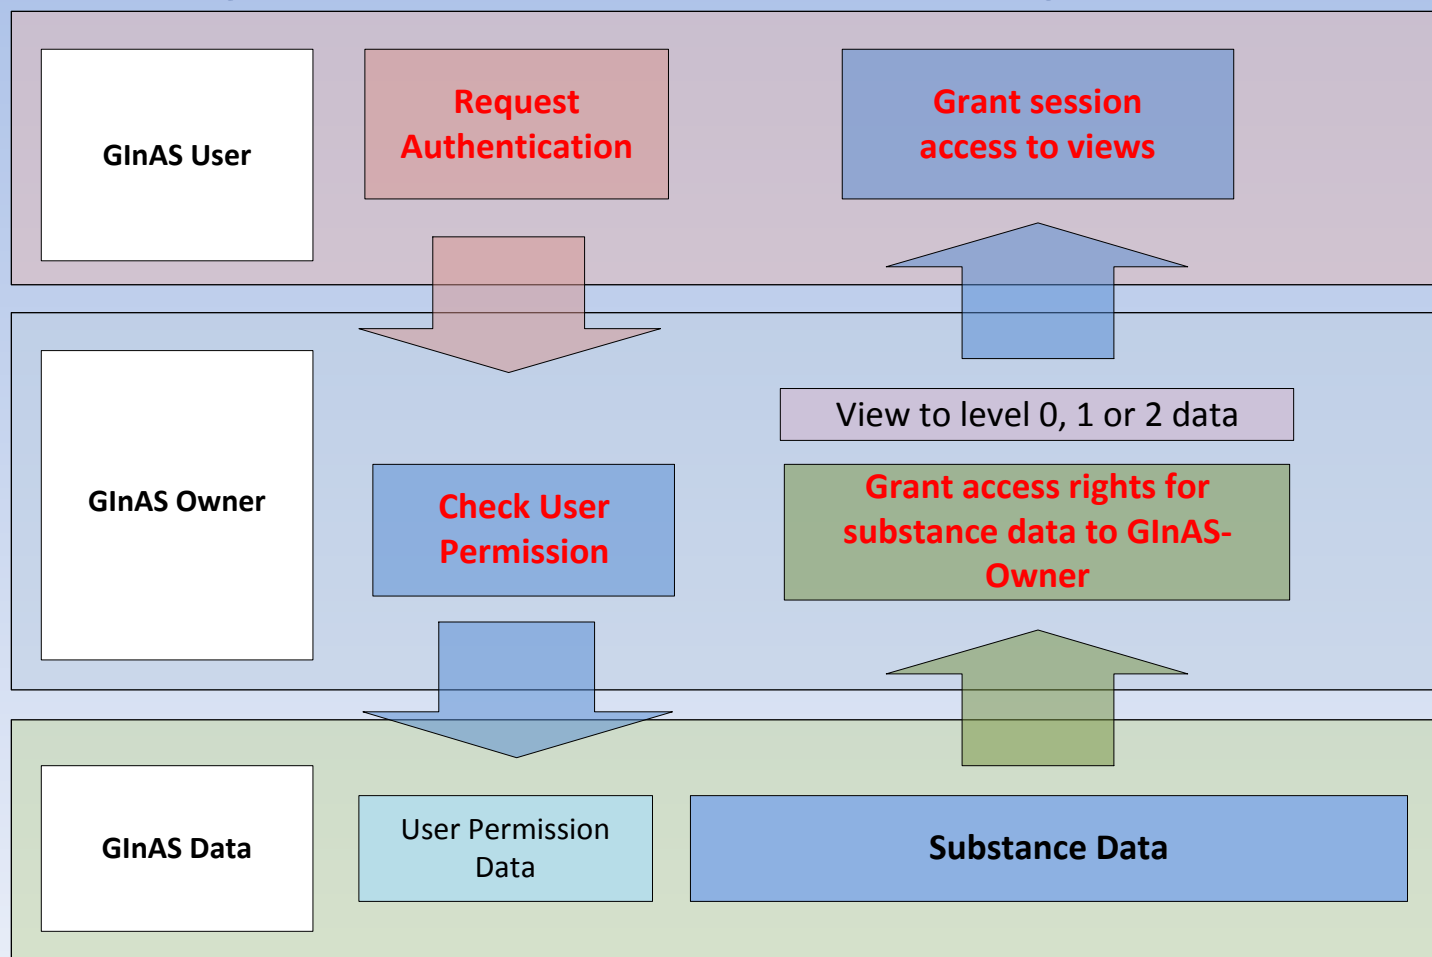 GInAS User
Request
Authentication
Grant session
access to views
GInAS Owner
View to level 0, 1 or 2 data
Check User
Permission
Grant access rights for
substance data to GInAS-
Owner
GInAS Data
User Permission
Data
Substance Data